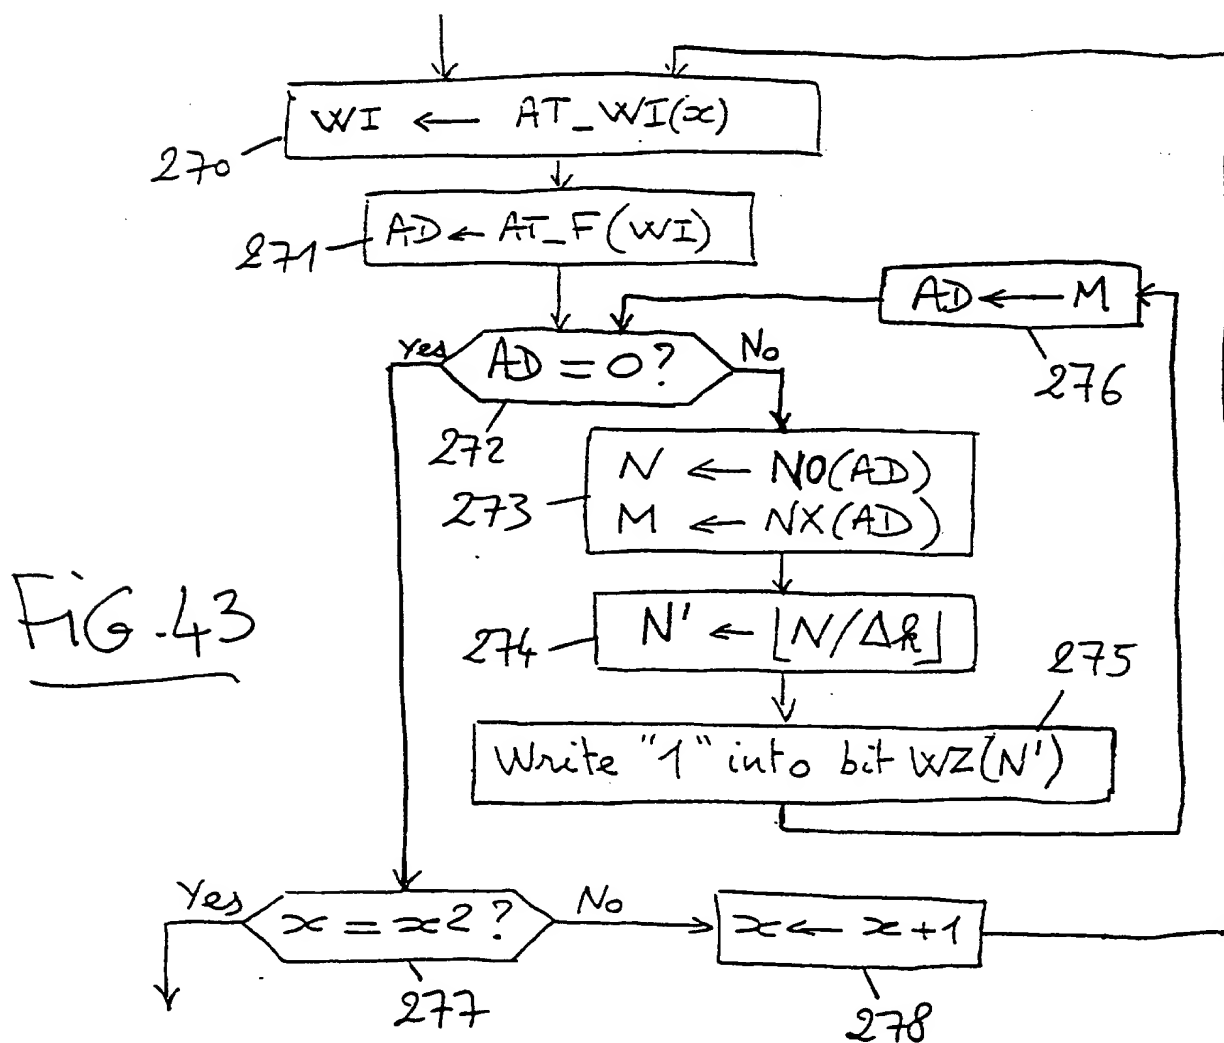 WI ← AT_WI(x)
270
AD ← AT_F(WI)
271
AD ← M
276
Yes
AD = 0?
No
272
N ← NO(AD)
M ← NX(AD)
273
N' ← ⌊N/Δk⌋
274
275
Write "1" into bit WZ(N')
FiG.43
Yes
x = x2?
No
x ← x+1
277
278